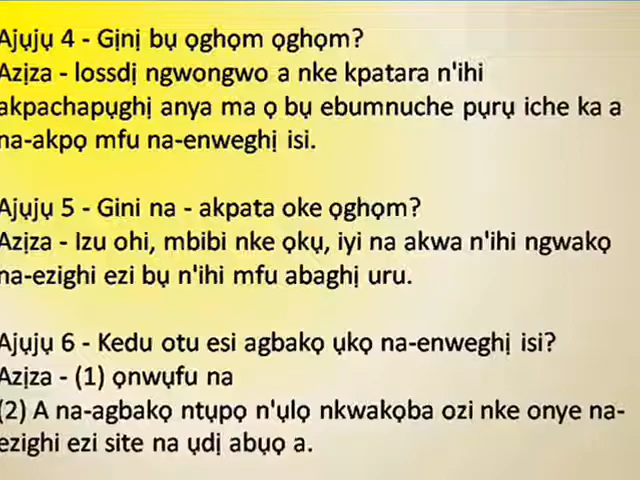 Ajụjụ 4 - Gịnị bụ ọghọm ọghọm?
Azịza - lossdị ngwongwo a nke kpatara n'ihi
akpachapụghị anya ma ọ bụ ebumnuche pụrụ iche ka a
na-akpọ mfu na-enweghị isi.
Ajụjụ 5 - Gini na - akpata oke ọghọm?
Azịza - Izu ohi, mbibi nke ọkụ, iyi na akwa n'ihi ngwakọ
na-ezighi ezi bụ n'ihi mfu abaghị uru.
Ajụjụ 6 - Kedu otu esi agbakọ ụkọ na-enweghị isi?
Azịza - (1) ọnwụfu na
(2) A na-agbakọ ntụpọ n'ụlọ nkwakọba ozi nke onye na-
ezighi ezi site na ụdị abụọ a.